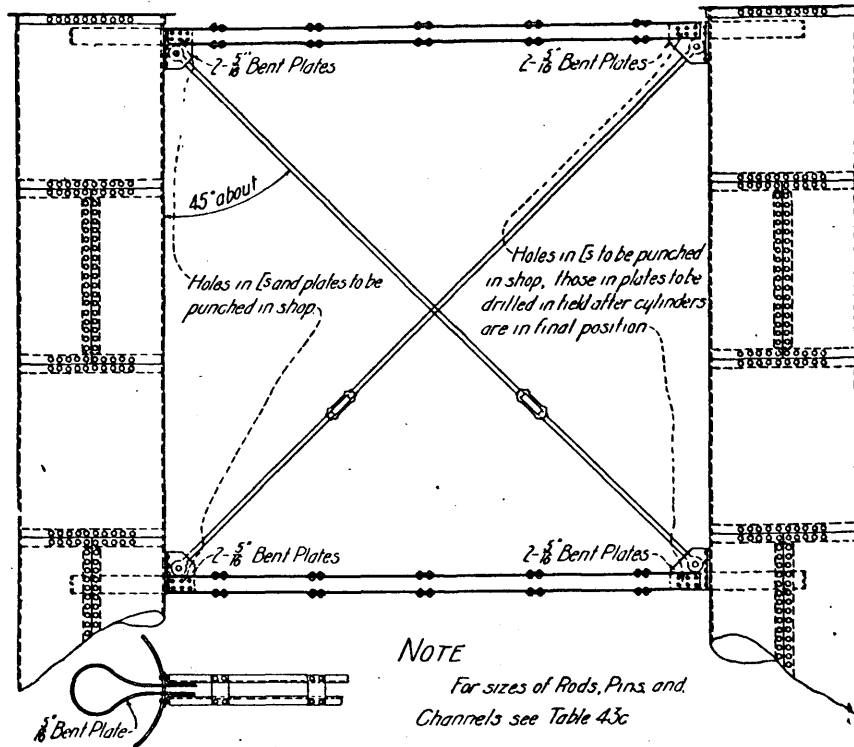 2-5/16" Bent Plates
2-5/16" Bent Plates
45° about
Holes in [s and plates to be
punched in shop.
Holes in [s to be punched
in shop, those in plates to be
drilled in field after cylinders
are in final position
2-5/16" Bent Plates
2-5/16" Bent Plates
NOTE
For sizes of Rods, Pins, and
Channels see Table 43c
5/16" Bent Plate